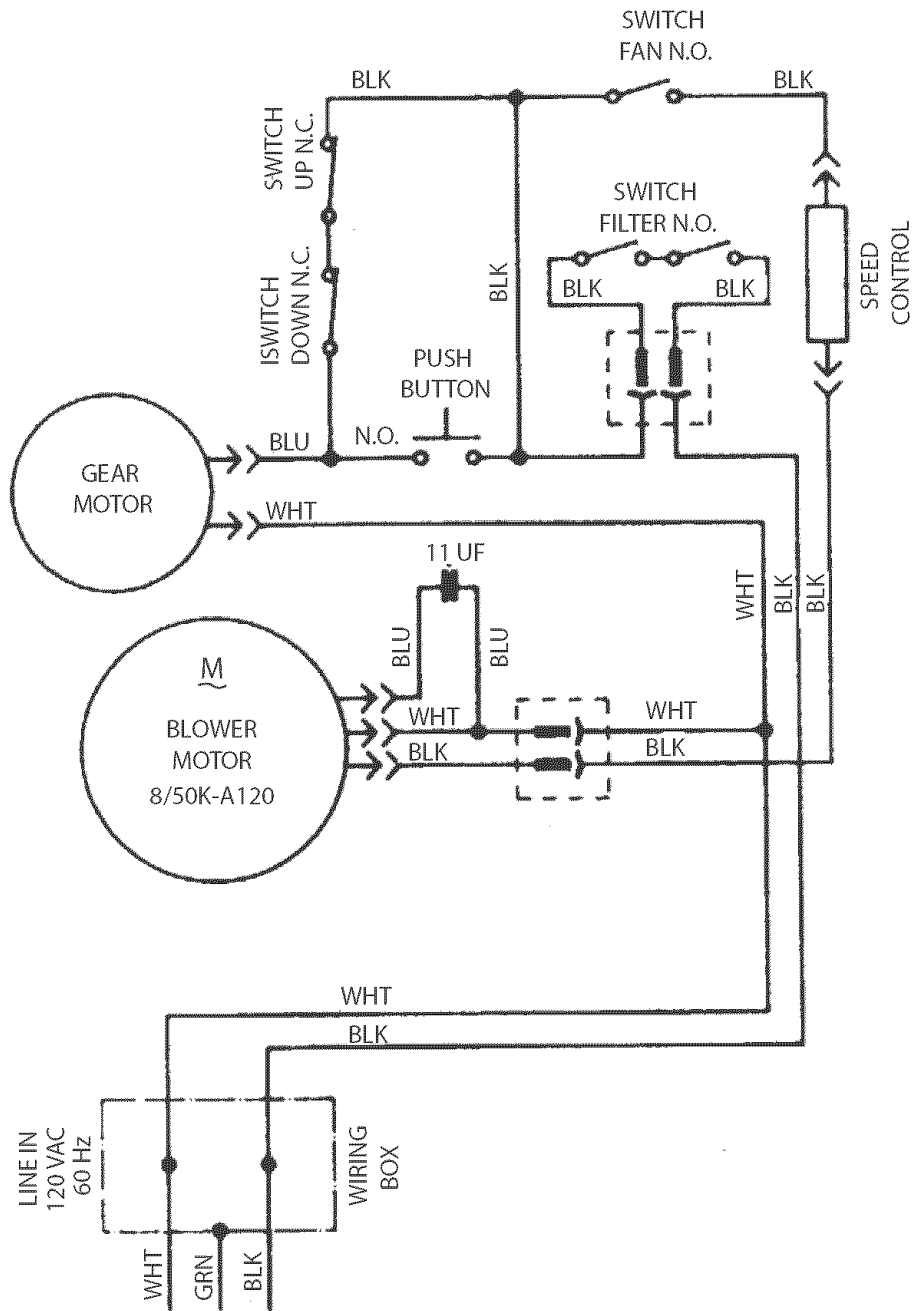 SWITCH
FAN N.O.
BLK
BLK
SWITCH
UP N.C.
SWITCH
FILTER N.O.
BLK
BLK
BLK
SPEED
CONTROL
ISWITCH
DOWN N.C.
PUSH
BUTTON
N.O.
BLU
GEAR
MOTOR
WHT
11 UF
BLU
BLU
WHT
BLK
BLK
M
BLOWER
MOTOR
8/50K-A120
WHT
BLK
WHT
BLK
WHT
BLK
LINE IN
120 VAC
60 Hz
WIRING
BOX
WHT
GRN
BLK